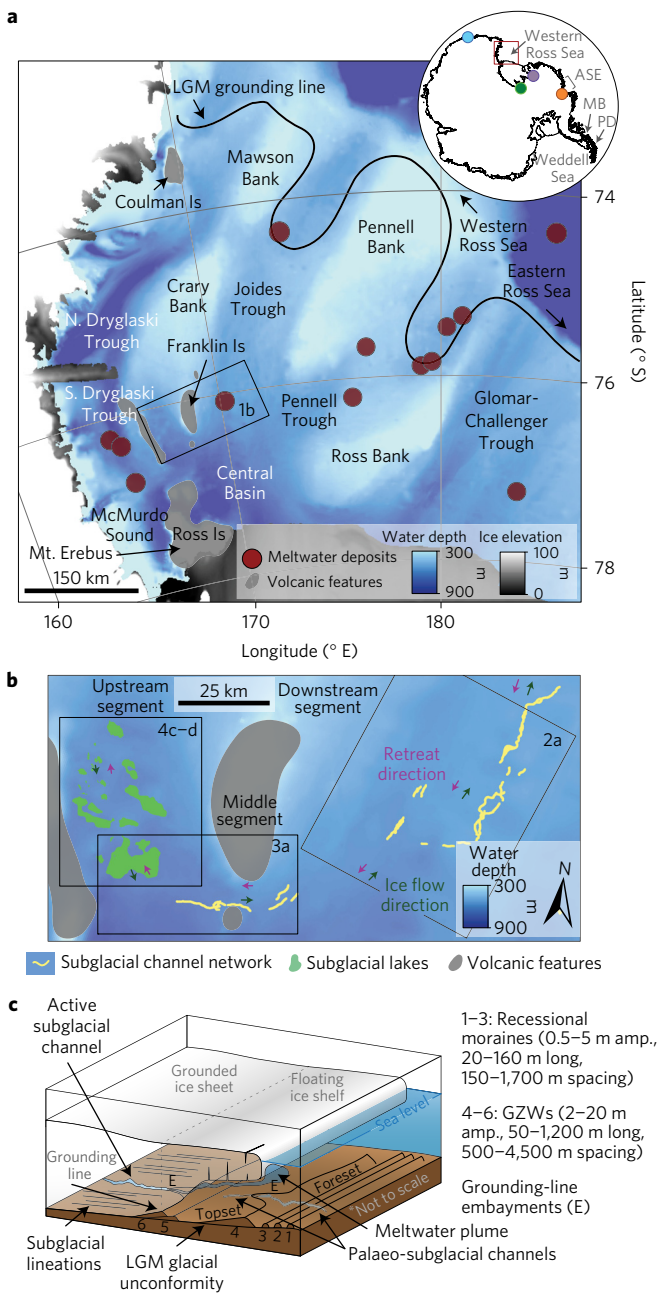 a
Western
Ross Sea
ASE
MB
PD
Weddell
Sea
LGM grounding line
Mawson
Bank
Coulman Is
Pennell
Bank
Western
Ross Sea
Eastern
Ross Sea
74
Crary
Bank
Joides
Trough
N. Dryglaski
Trough
Franklin Is
S. Dryglaski
Trough
1b
Pennell
Trough
Glomar-
Challenger
Trough
76
Latitude (° S)
Ross Bank
Central
Basin
McMurdo
Sound
Ross Is
Mt. Erebus
150 km
Meltwater deposits
Volcanic features
Water depth
300
900
m
Ice elevation
100
0
m
78
160
170
180
Longitude (° E)
b
Upstream
segment
25 km
Downstream
segment
4c–d
2a
Retreat
direction
Middle
segment
3a
Ice flow
direction
Water
depth
300
900
m
N
Subglacial channel network
Subglacial lakes
Volcanic features
c
Active
subglacial
channel
Grounded
ice sheet
Floating
ice shelf
Sea level
Grounding
line
E
E
Foreset
Topset
*Not to scale
6
5
4
3
2
1
Subglacial
lineations
LGM glacial
unconformity
Meltwater plume
Palaeo-subglacial channels
1–3: Recessional
moraines (0.5–5 m amp.,
20–160 m long,
150–1,700 m spacing)
4–6: GZWs (2–20 m
amp., 50–1,200 m long,
500–4,500 m spacing)
Grounding-line
embayments (E)